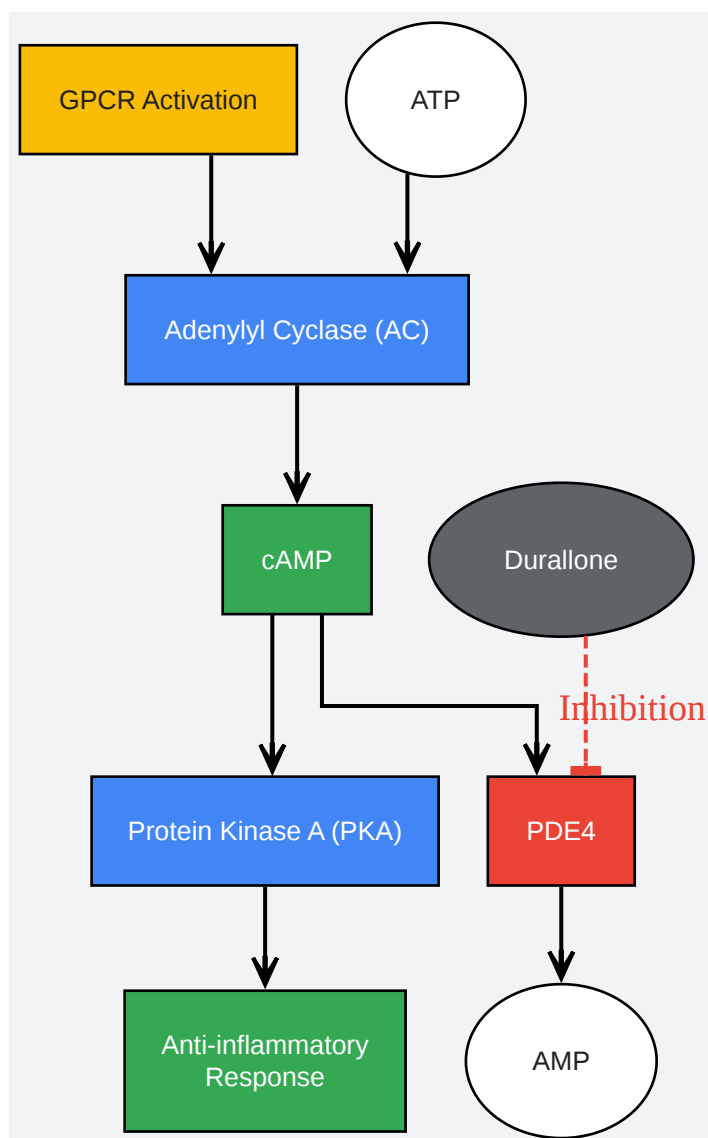 GPCR Activation
ATP
Adenylyl Cyclase (AC)
cAMP
Durallone
Inhibition
Protein Kinase A (PKA)
PDE4
Anti-inflammatory
Response
AMP